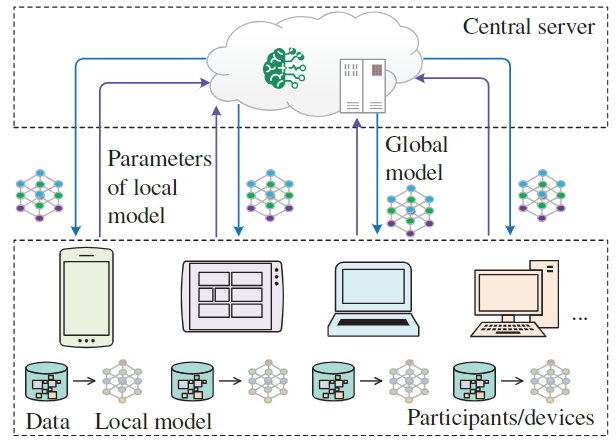 Central server
Parameters
of local
model
Global
model
...
Data
Local model
Participants/devices